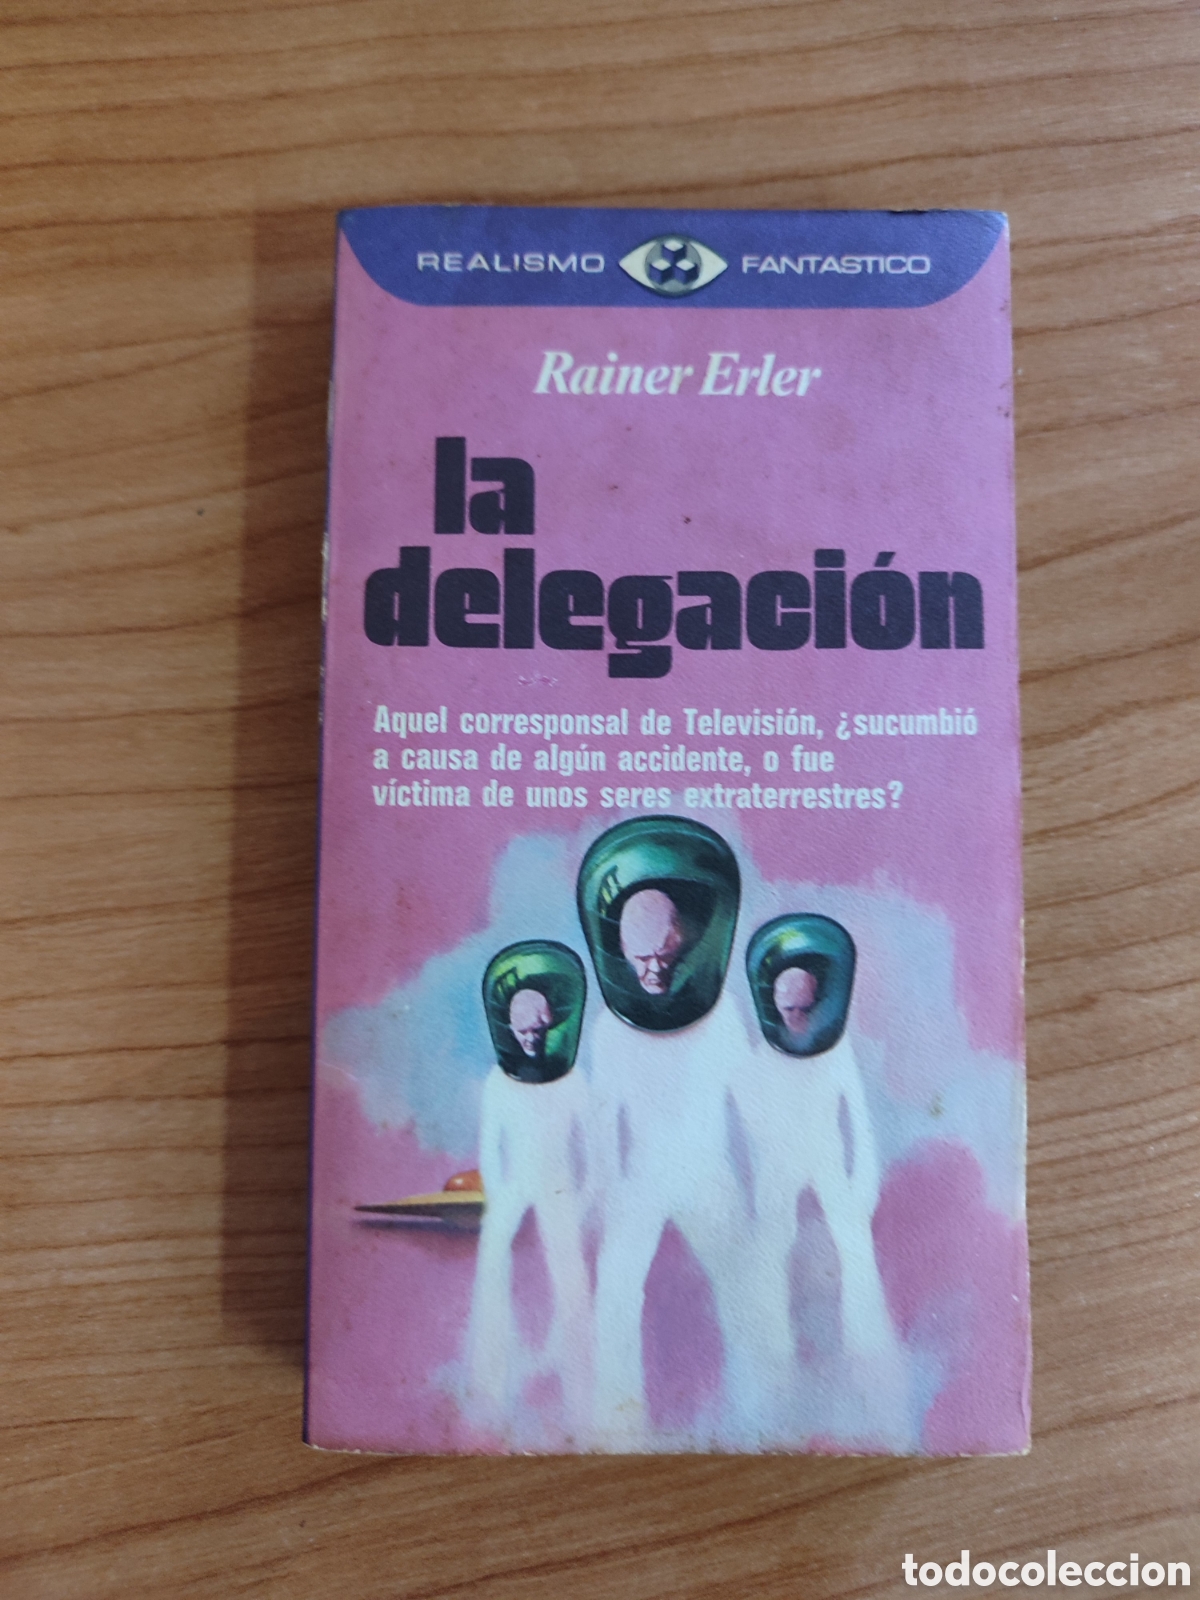 REALISMO FANTASTICO
Rainer Erler
la
delegación
Aquel corresponsal de Televisión, ¿sucumbió
a causa de algún accidente, o fue
víctima de unos seres extraterrestres?
todocoleccion